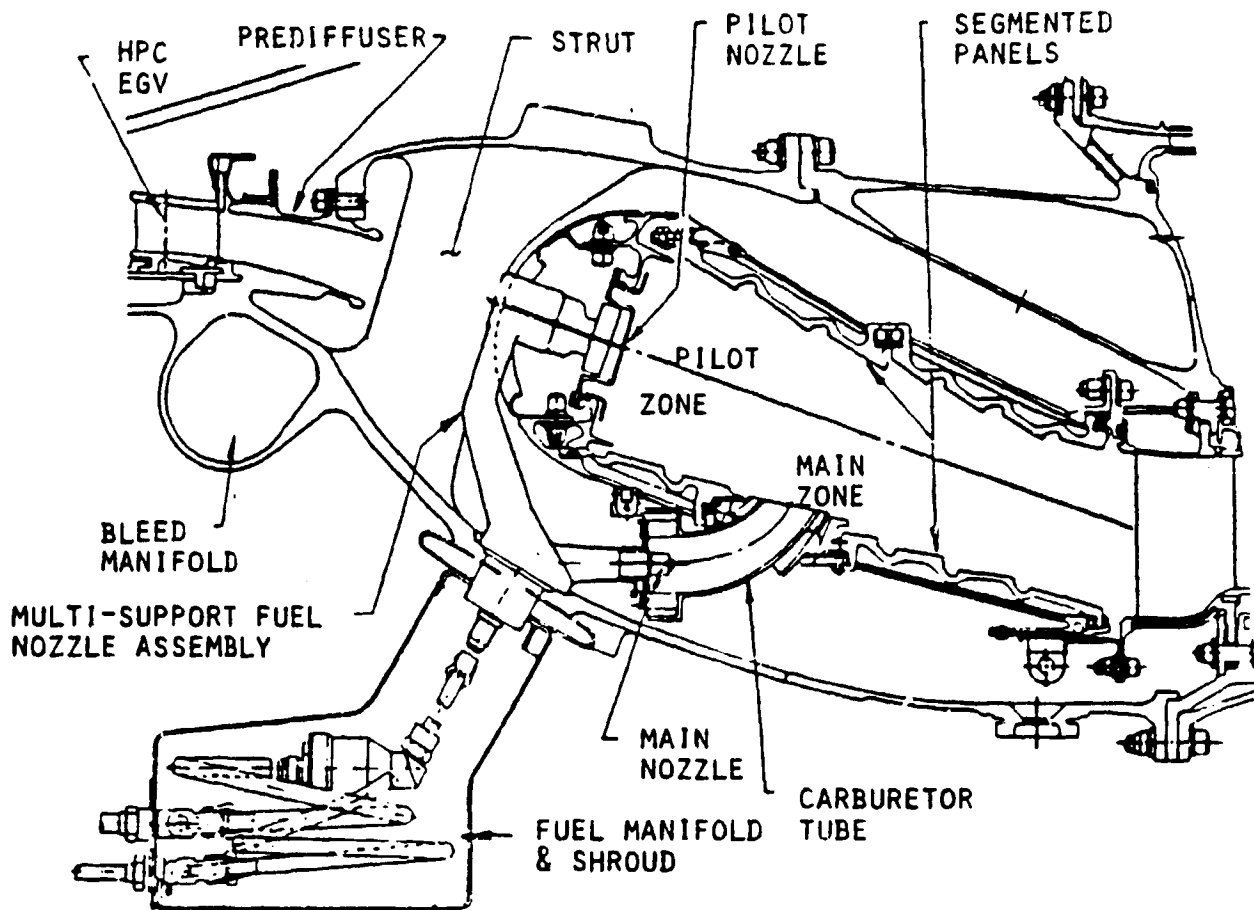 HPC
EGV
PREDIFFUSER
STRUT
PILOT
NOZZLE
SEGMENTED
PANELS
PILOT
ZONE
MAIN
ZONE
BLEED
MANIFOLD
MULTI-SUPPORT FUEL
NOZZLE ASSEMBLY
MAIN
NOZZLE
CARBURETOR
TUBE
FUEL MANIFOLD
& SHROUD